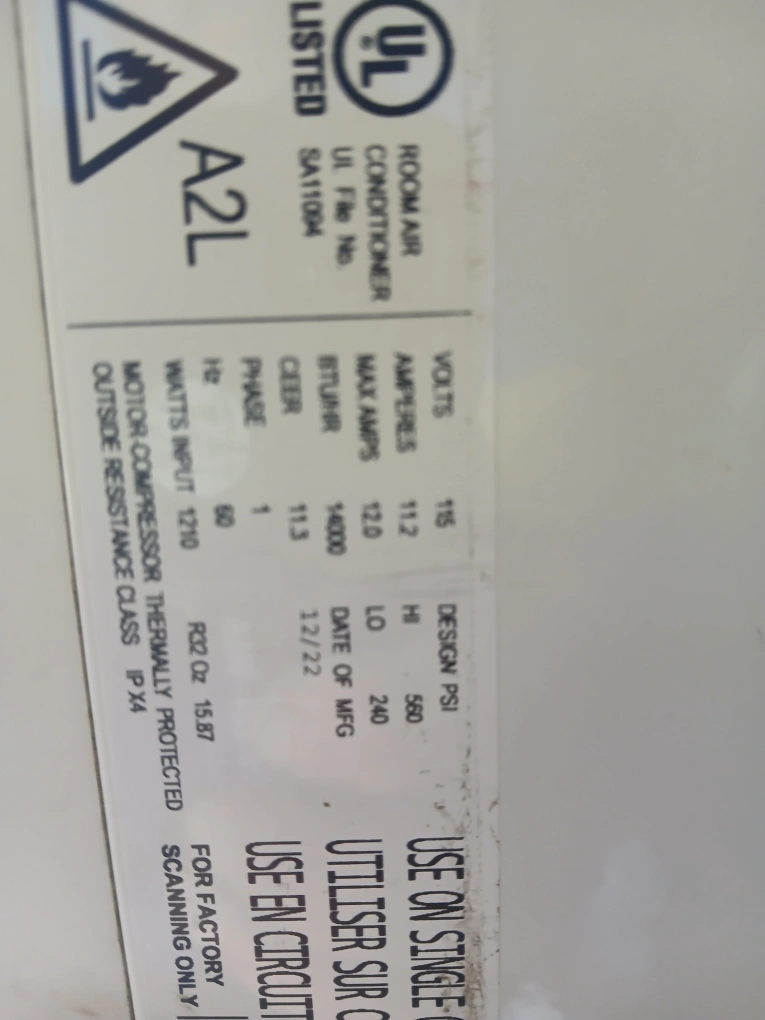 UL
®
LISTED
ROOM AIR
CONDITIONER
UL File No.
SA11094
A2L
VOLTS 115
AMPERES 11.2
MAX AMPS 12.0
BTU/HR 14000
CEER 11.3
PHASE 1
Hz 60
WATTS INPUT 1210
DESIGN PSI
HI 560
LO 240
DATE OF MFG
12/22
R32 Oz 15.87
MOTOR-COMPRESSOR THERMALLY PROTECTED
OUTSIDE RESISTANCE CLASS IPX4
USE ON SINGLE
UTILISER SUR
USE EN CIRCUIT
FOR FACTORY
SCANNING ONLY